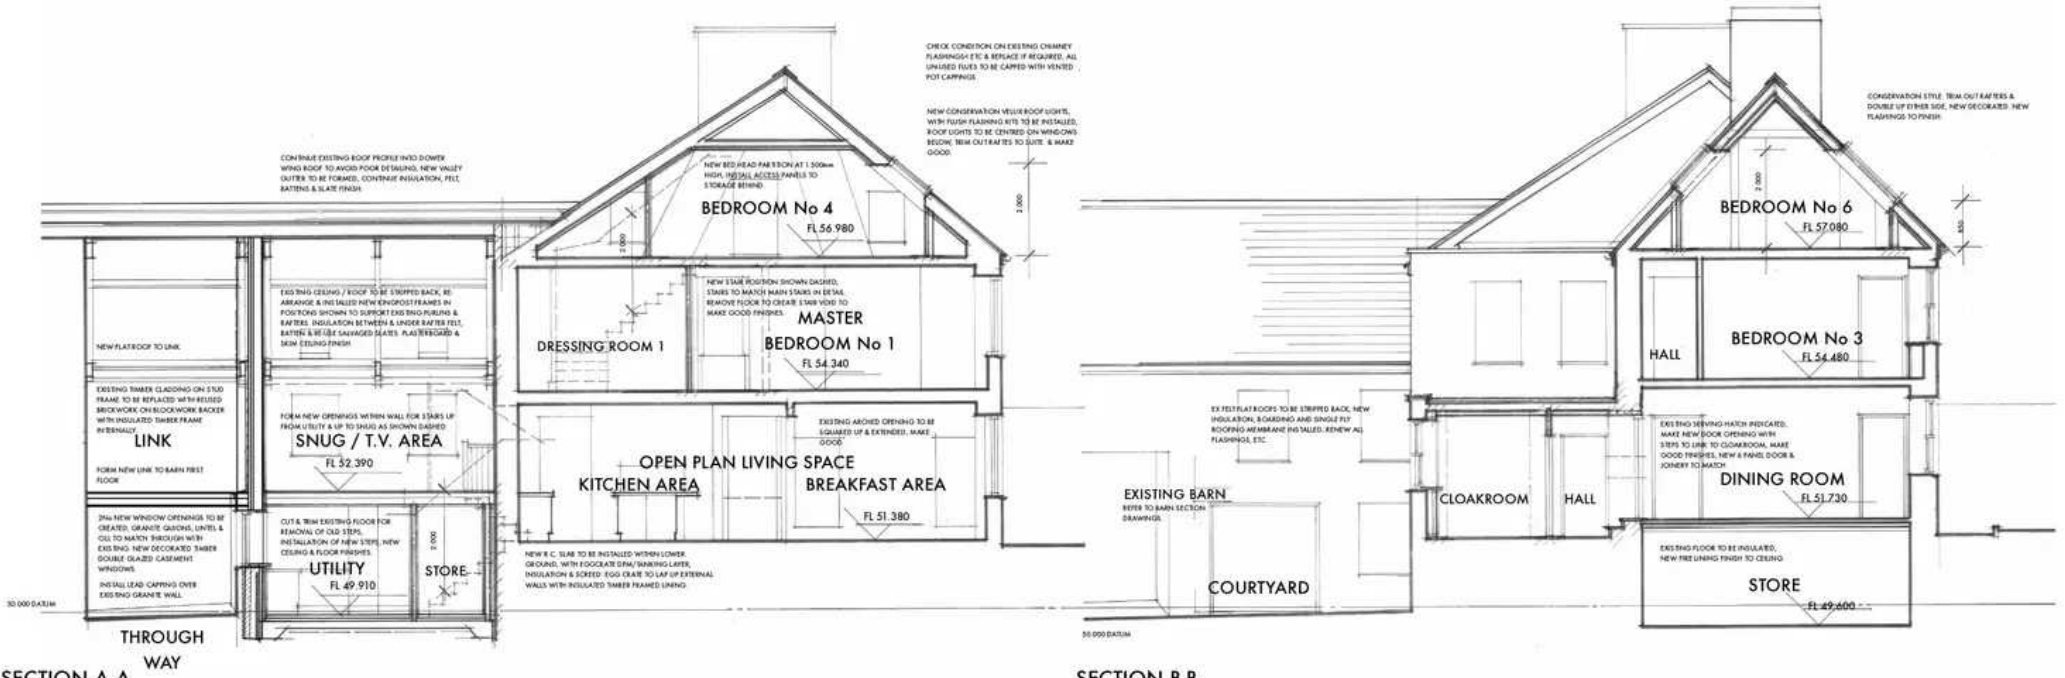 CHECK CONDITION ON EXISTING CHIMNEY
FLASHINGS ETC & REPLACE IF REQUIRED, ALL
UNUSED FLUES TO BE CAPPED WITH VENTED
POT CAPPINGS.
NEW CONSERVATION VELUX ROOF LIGHTS,
WITH FLUSH FLASHING KITS TO BE INSTALLED,
ROOF LIGHTS TO BE CENTRED ON WINDOWS
BELOW, TRIM OUT RAFTES TO SUITE & MAKE
GOOD.
CONTINUE EXISTING ROOF PROFILE INTO DOWER
WING ROOF TO AVOID POOR DETAILING, NEW VALLEY
GUTTER TO BE FORMED, CONTINUE INSULATION, FELT,
BATTENS & SLATE FINISH.
NEW BED HEAD PARTITION AT 1.500mm
HIGH, INSTALL ACCESS PANELS TO
STORAGE BEHIND.
BEDROOM No 4
FL 56.980
2 000
2 000
EXISTING CEILING / ROOF TO BE STRIPPED BACK, RE-
ARRANGE & INSTALLED NEW KINGPOST FRAMES IN
POSITIONS SHOWN TO SUPPORT EXISTING PURLINS &
RAFTERS. INSULATION BETWEEN & UNDER RAFTER FELT,
BATTEN & RE-USE SALVAGED SLATES. PLASTERBOARD &
SKIM CEILING FINISH
NEW STAIR POSITION SHOWN DASHED,
STAIRS TO MATCH MAIN STAIRS IN DETAIL
REMOVE FLOOR TO CREATE STAIR VOID TO
MAKE GOOD FINISHES.
MASTER
BEDROOM No 1
FL 54.340
DRESSING ROOM 1
NEW FLAT ROOF TO LINK
EXISTING TIMBER CLADDING ON STUD
FRAME TO BE REPLACED WITH REUSED
BRICKWORK ON BLOCKWORK BACKER
WITH INSULATED TIMBER FRAME
INTERNALLY.
LINK
FORM NEW LINK TO BARN FIRST
FLOOR
FORM NEW OPENINGS WITHIN WALL FOR STAIRS UP
FROM UTILITY & UP TO SNUG AS SHOWN DASHED
SNUG / T.V. AREA
FL 52.390
EXISTING ARCHED OPENING TO BE
SQUARED UP & EXTENDED, MAKE
GOOD
OPEN PLAN LIVING SPACE
KITCHEN AREA
BREAKFAST AREA
FL 51.380
2No NEW WINDOW OPENINGS TO BE
CREATED, GRANITE QUIONS, LINTEL &
CILL TO MATCH THROUGH WITH
EXISTING NEW DECORATED TIMBER
DOUBLE GLAZED CASEMENT
WINDOWS
INSTALL LEAD CAPPING OVER
EXISTING GRANITE WALL
CUT & TRIM EXISTING FLOOR FOR
REMOVAL OF OLD STEPS,
INSTALLATION OF NEW STEPS, NEW
CEILING & FLOOR FINISHES.
UTILITY
FL 49.910
2 000
STORE
NEW R.C. SLAB TO BE INSTALLED WITHIN LOWER
GROUND, WITH EGGCRATE DPM/TANKING LAYER,
INSULATION & SCREED. EGG CRATE TO LAP UP EXTERNAL
WALLS WITH INSULATED TIMBER FRAMED LINING.
50 000 DATUM
THROUGH
WAY
SECTION A-A
CONSERVATION STYLE. TRIM OUT RAFTERS &
DOUBLE UP EITHER SIDE, NEW DECORATED NEW
FLASHINGS TO FINISH
2 000
BEDROOM No 6
FL 57.080
850
BEDROOM No 3
FL 54.480
HALL
EX FELT FLAT ROOFS TO BE STRIPPED BACK, NEW
INSULATION, BOARDING AND SINGLE PLY
ROOFING MEMBRANE INSTALLED, RENEW ALL
FLASHINGS, ETC.
EXISTING SERVING HATCH INDICATED,
MAKE NEW DOOR OPENING WITH
STEPS TO LINK TO CLOAKROOM, MAKE
GOOD FINISHES, NEW 6 PANEL DOOR &
JOINERY TO MATCH
DINING ROOM
FL 51.730
CLOAKROOM
HALL
EXISTING BARN
REFER TO BARN SECTION
DRAWINGS
EXISTING FLOOR TO BE INSULATED,
NEW FIRE LINING FINISH TO CEILING.
STORE
FL 49.600
COURTYARD
50 000 DATUM
SECTION B-B